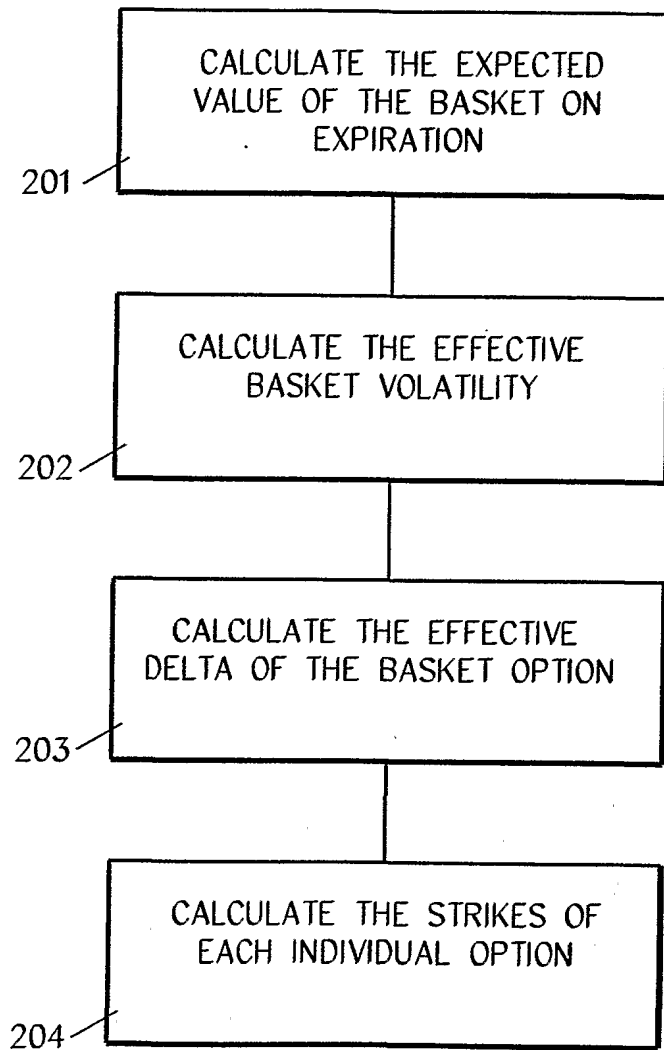 CALCULATE THE EXPECTED
VALUE OF THE BASKET ON
EXPIRATION
201
CALCULATE THE EFFECTIVE
BASKET VOLATILITY
202
CALCULATE THE EFFECTIVE
DELTA OF THE BASKET OPTION
203
CALCULATE THE STRIKES OF
EACH INDIVIDUAL OPTION
204